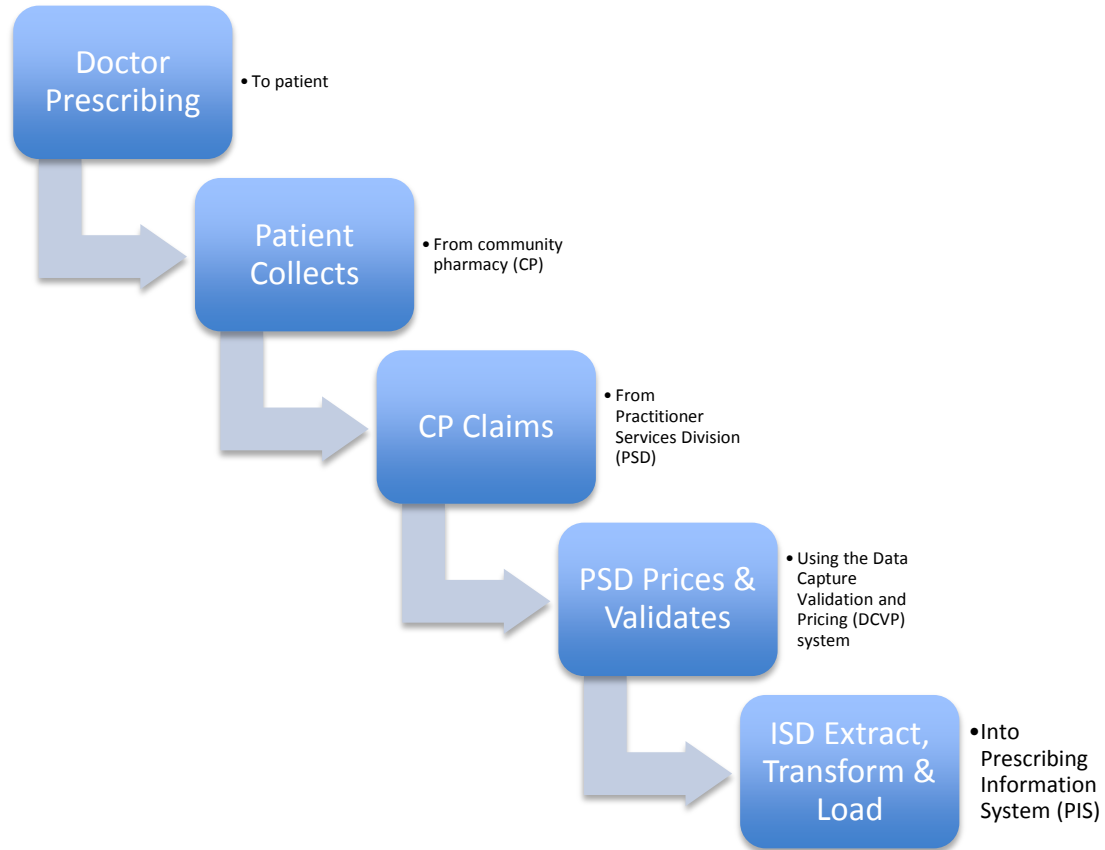 Doctor
Prescribing
• To patient
Patient
Collects
• From community
pharmacy (CP)
CP Claims
• From
Practitioner
Services Division
(PSD)
PSD Prices &
Validates
• Using the Data
Capture
Validation and
Pricing (DCVP)
system
ISD Extract,
Transform &
Load
•Into
Prescribing
Information
System (PIS)